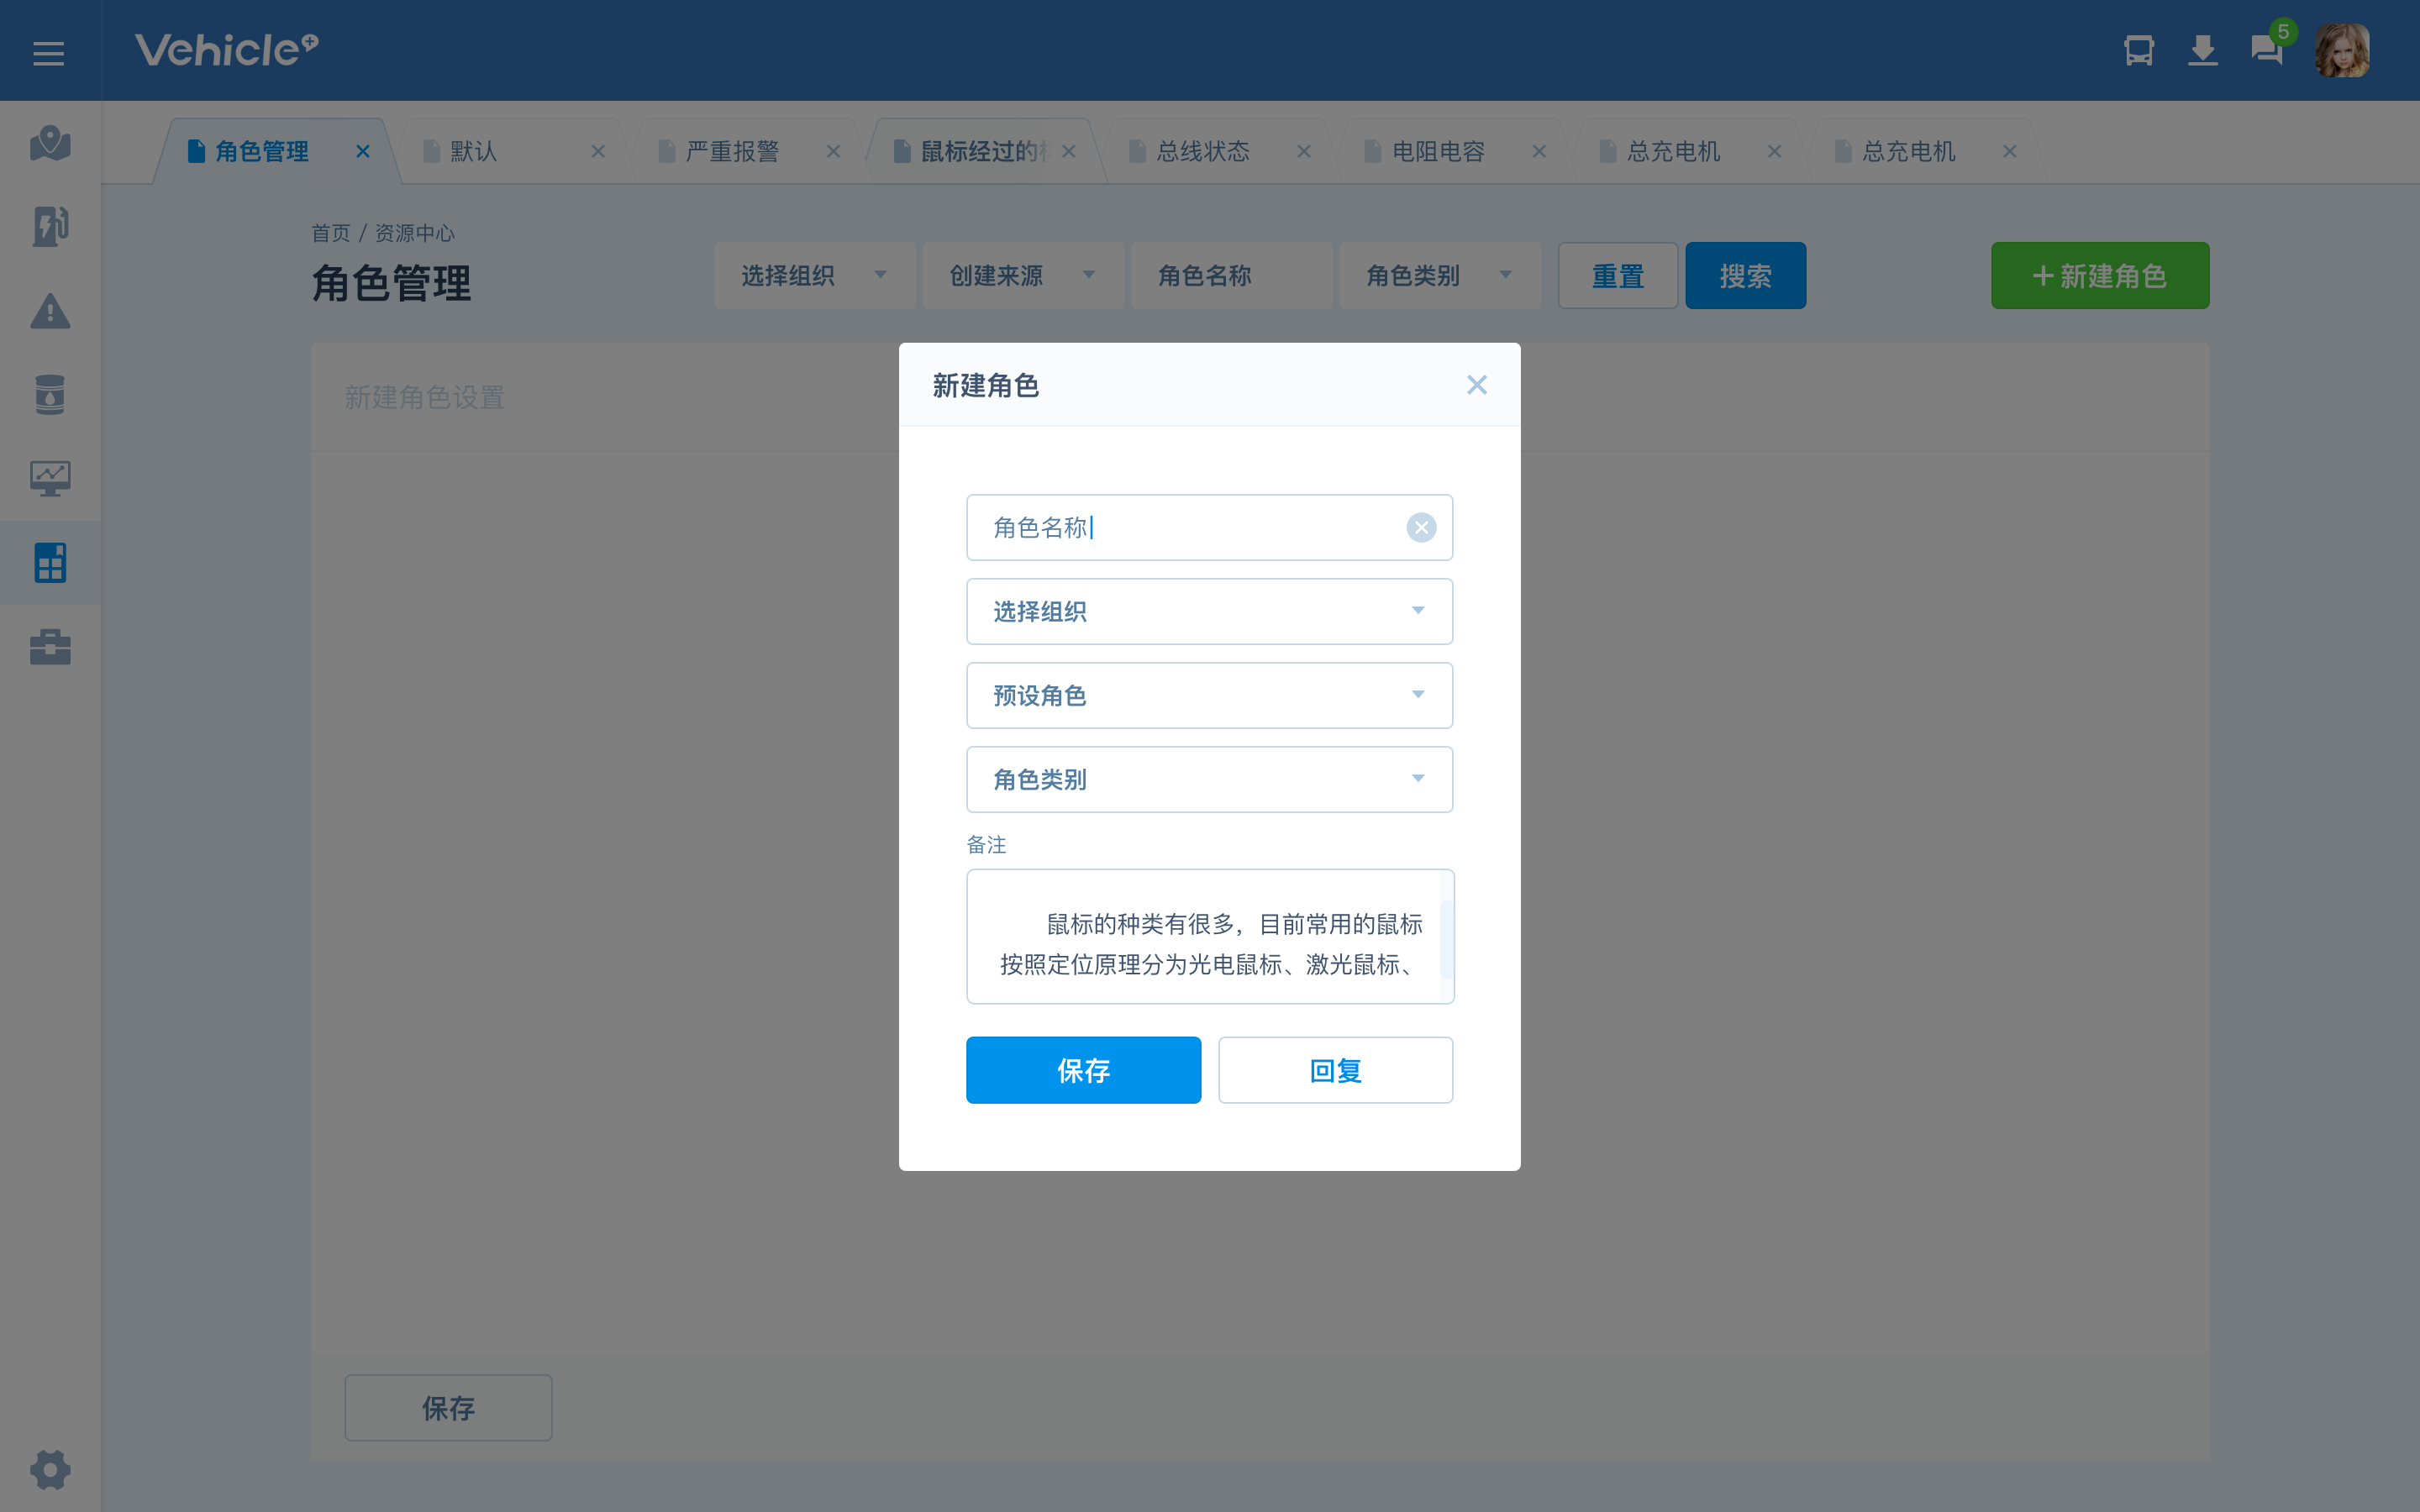 Vehicle+
5
角色管理
默认
严重报警
鼠标经过的
总线状态
电阻电容
总充电机
总充电机
首页 / 资源中心
角色管理
选择组织
创建来源
角色名称
角色类别
重置
搜索
+新建角色
新建角色设置
新建角色
角色名称
选择组织
预设角色
角色类别
备注
鼠标的种类有很多，目前常用的鼠标
按照定位原理分为光电鼠标、激光鼠标、
保存
回复
保存